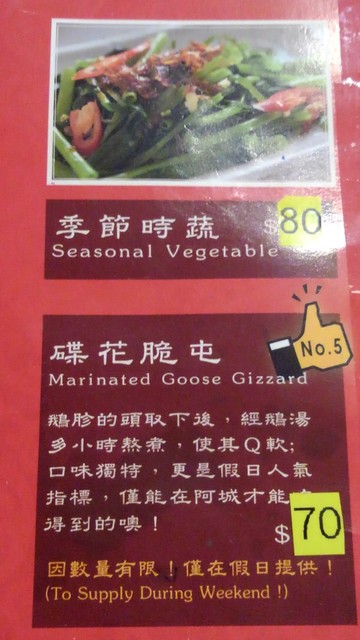 季節時蔬 $80
Seasonal Vegetable
No.5
碟花脆屯
Marinated Goose Gizzard
鵝胗的頭取下後，經鵝湯
多小時熬煮，使其Q軟；
口味獨特，更是假日人氣
指標，僅能在阿城才能
得到的噢！
$70
因數量有限！僅在假日提供！
(To Supply During Weekend !)